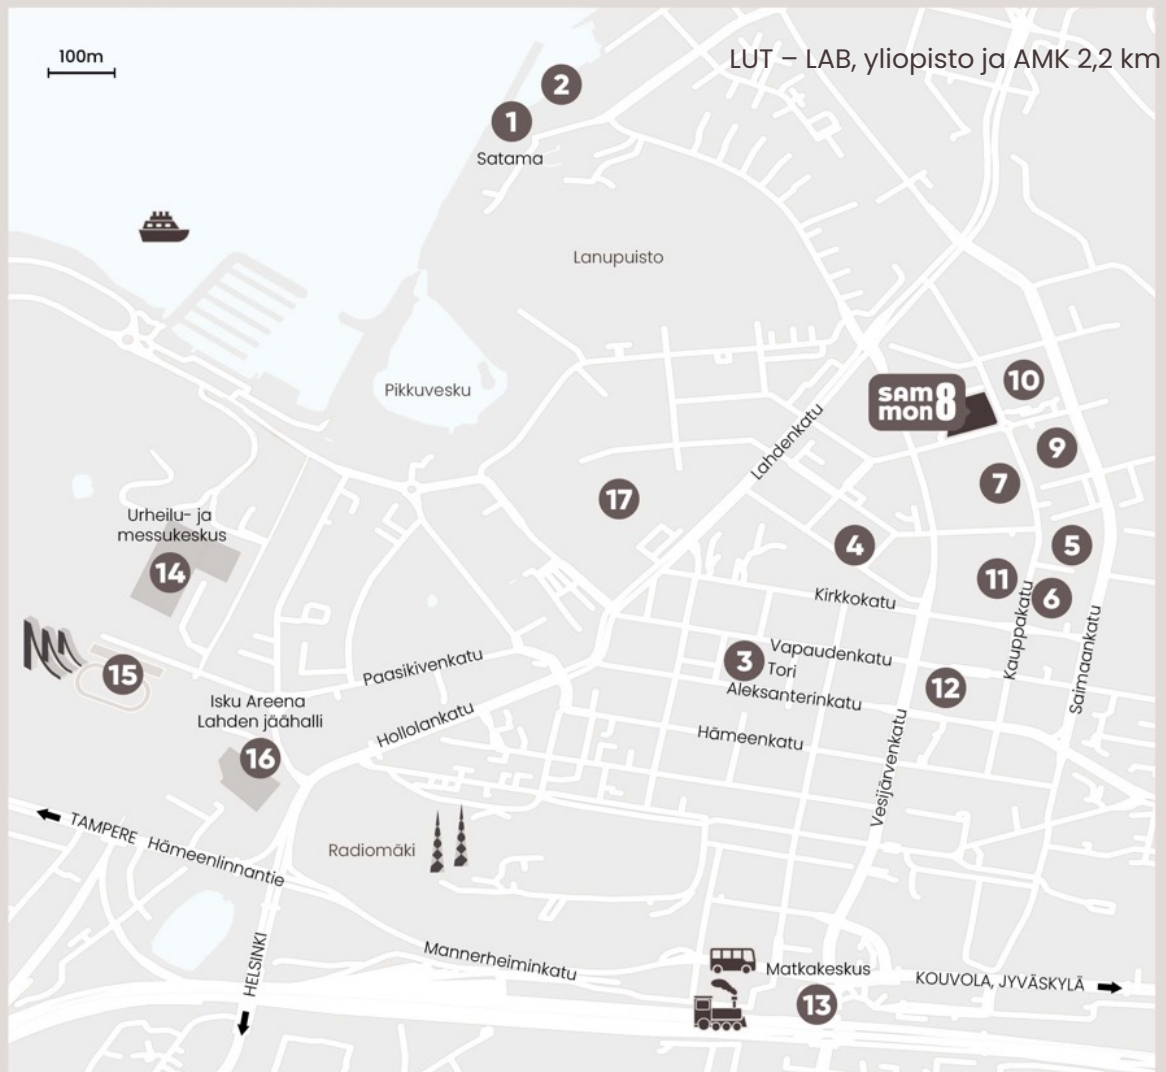 100m
LUT – LAB, yliopisto ja AMK 2,2 km
2
1
Satama
Lanupuisto
Pikkuvesku
10
sam
mon8
Lahdenkatu
9
7
17
Urheilu- ja
messukeskus
14
4
5
11
6
Kirkkokatu
Kauppakatu
Saimaankatu
3
Vapaudenkatu
Tori
Aleksanterinkatu
12
15
Paasikivenkatu
Isku Areena
Lahden jäähalli
16
Hollolankatu
Hämeenkatu
Vesijärvenkatu
TAMPERE
Hämeenlinnantie
Radiomäki
HELSINKI
Mannerheiminkatu
Matkakeskus
13
KOUVOLA, JYVÄSKYLÄ